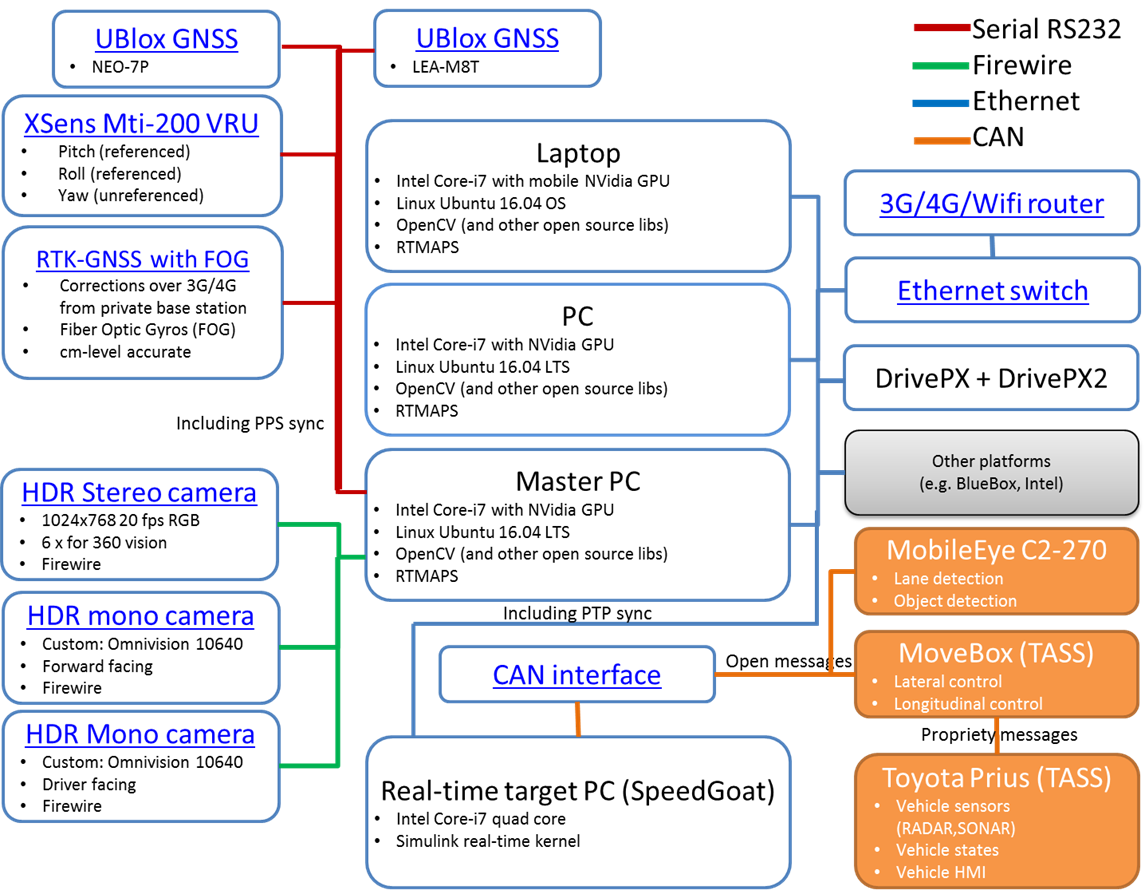 UBlox GNSS
• NEO-7P
UBlox GNSS
• LEA-M8T
Serial RS232
Firewire
Ethernet
CAN
XSens Mti-200 VRU
• Pitch (referenced)
• Roll (referenced)
• Yaw (unreferenced)
RTK-GNSS with FOG
• Corrections over 3G/4G
from private base station
• Fiber Optic Gyros (FOG)
• cm-level accurate
Including PPS sync
HDR Stereo camera
• 1024x768 20 fps RGB
• 6 x for 360 vision
• Firewire
HDR mono camera
• Custom: Omnivision 10640
• Forward facing
• Firewire
HDR Mono camera
• Custom: Omnivision 10640
• Driver facing
• Firewire
Laptop
• Intel Core-i7 with mobile NVidia GPU
• Linux Ubuntu 16.04 OS
• OpenCV (and other open source libs)
• RTMAPS
PC
• Intel Core-i7 with NVidia GPU
• Linux Ubuntu 16.04 LTS
• OpenCV (and other open source libs)
• RTMAPS
Master PC
• Intel Core-i7 with NVidia GPU
• Linux Ubuntu 16.04 LTS
• OpenCV (and other open source libs)
• RTMAPS
Including PTP sync
CAN interface
Open messages
Real-time target PC (SpeedGoat)
• Intel Core-i7 quad core
• Simulink real-time kernel
3G/4G/Wifi router
Ethernet switch
DrivePX + DrivePX2
Other platforms
(e.g. BlueBox, Intel)
MobileEye C2-270
• Lane detection
• Object detection
MoveBox (TASS)
• Lateral control
• Longitudinal control
Propriety messages
Toyota Prius (TASS)
• Vehicle sensors
(RADAR,SONAR)
• Vehicle states
• Vehicle HMI